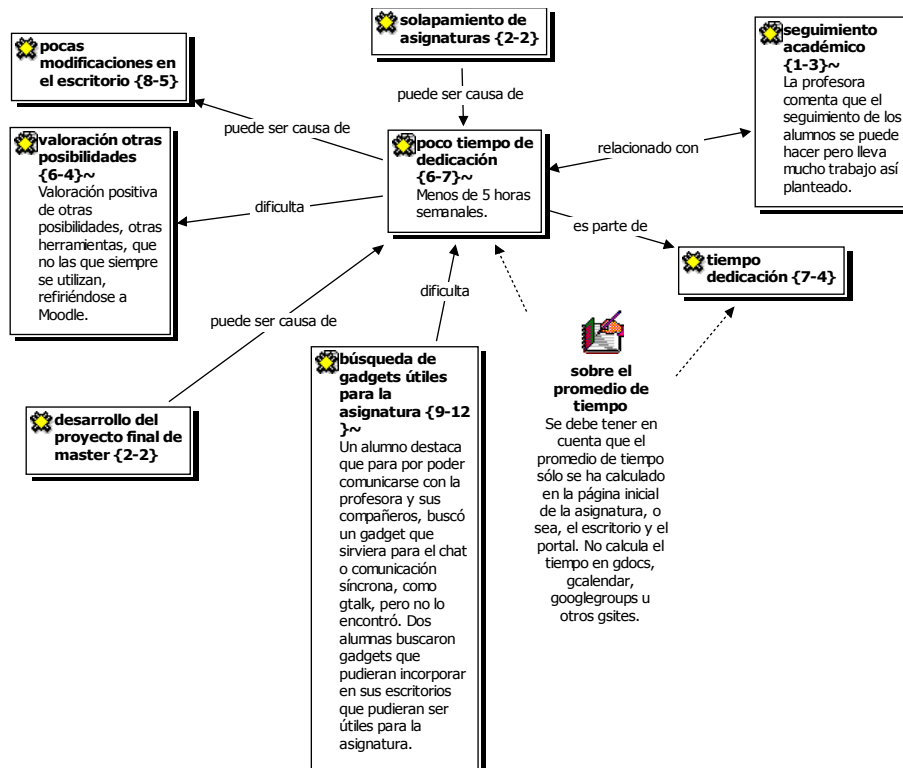 solapamiento de
asignaturas {2-2}
pocas
modificaciones en
el escritorio {8-5}
seguimiento
académico
{1-3}~
La profesora
comenta que el
seguimiento de los
alumnos se puede
hacer pero lleva
mucho trabajo así
planteado.
puede ser causa de
puede ser causa de
valoración otras
posibilidades
{6-4}~
Valoración positiva
de otras
posibilidades, otras
herramientas, que
no las que siempre
se utilizan,
refiriéndose a
Moodle.
poco tiempo de
dedicación
{6-7}~
Menos de 5 horas
semanales.
relacionado con
dificulta
es parte de
tiempo
dedicación {7-4}
dificulta
puede ser causa de
búsqueda de
gadgets útiles
para la
asignatura {9-12
}~
Un alumno destaca
que para por poder
comunicarse con la
profesora y sus
compañeros, buscó
un gadget que
sirviera para el chat
o comunicación
síncrona, como
gtalk, pero no lo
encontró. Dos
alumnas buscaron
gadgets que
pudieran incorporar
en sus escritorios
que pudieran ser
útiles para la
asignatura.
desarrollo del
proyecto final de
master {2-2}
sobre el
promedio de
tiempo
Se debe tener en
cuenta que el
promedio de tiempo
sólo se ha calculado
en la página inicial
de la asignatura, o
sea, el escritorio y el
portal. No calcula el
tiempo en gdocs,
gcalendar,
googlegroups u
otros gsites.